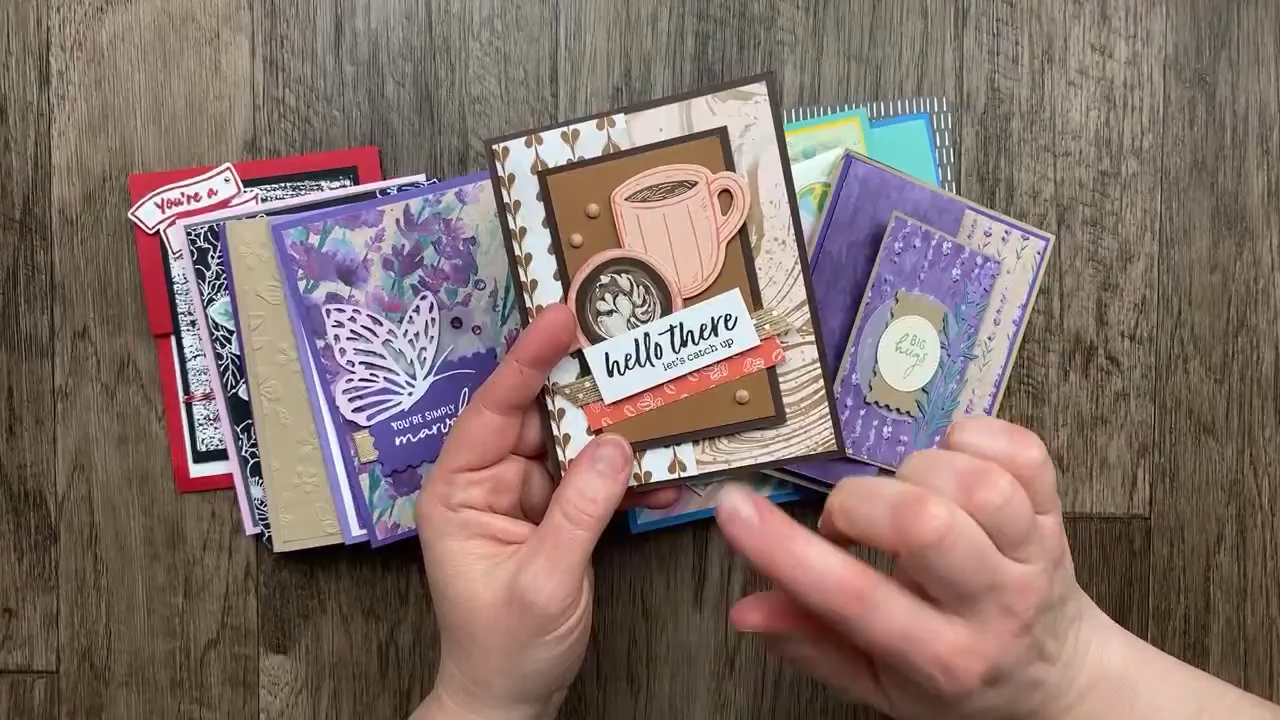 You're a
YOU'RE SIMPLY
hello there
let's catch up
BIG
hugs